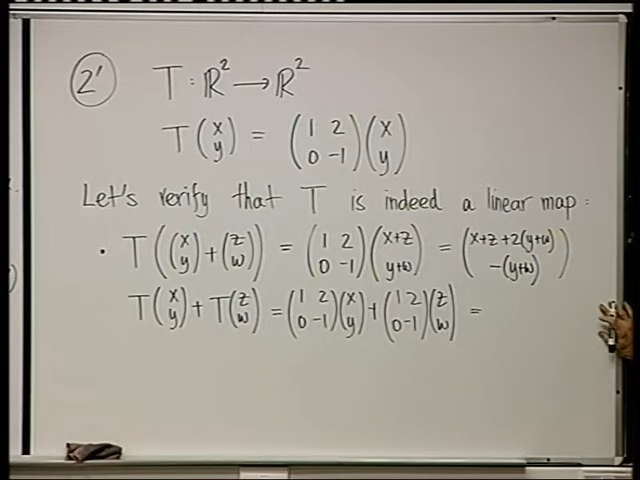 2' T : ℝ² → ℝ²
T(x y) = (1 2 0 -1)(x y)
Let's verify that T is indeed a linear map :
• T((x y) + (z w)) = (1 2 0 -1)(x+z y+w) = (x+z+2(y+w) -(y+w))
T(x y) + T(z w) = (1 2 0 -1)(x y) + (1 2 0 -1)(z w) =